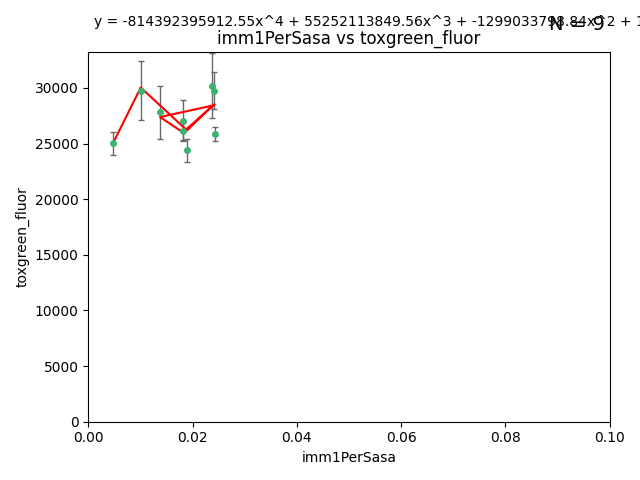 y = -814392395912.55x^4 + 55252113849.56x^3 + -1299033798.84x^2 + 1
N = 9
imm1PerSasa vs toxgreen_fluor
30000
25000
20000
15000
10000
5000
0
toxgreen_fluor
0.00 0.02 0.04 0.06 0.08 0.10
imm1PerSasa